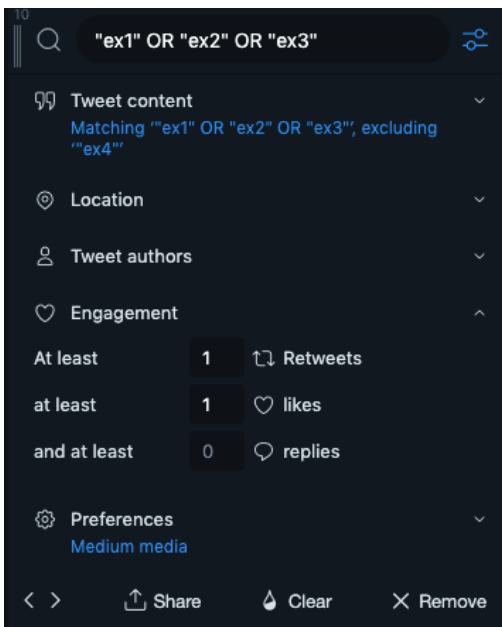 10
"ex1" OR "ex2" OR "ex3"
Tweet content
Matching ‘"ex1" OR "ex2" OR "ex3"’, excluding
‘"ex4"’
Location
Tweet authors
Engagement
At least 1 Retweets
at least 1 likes
and at least 0 replies
Preferences
Medium media
Share Clear Remove